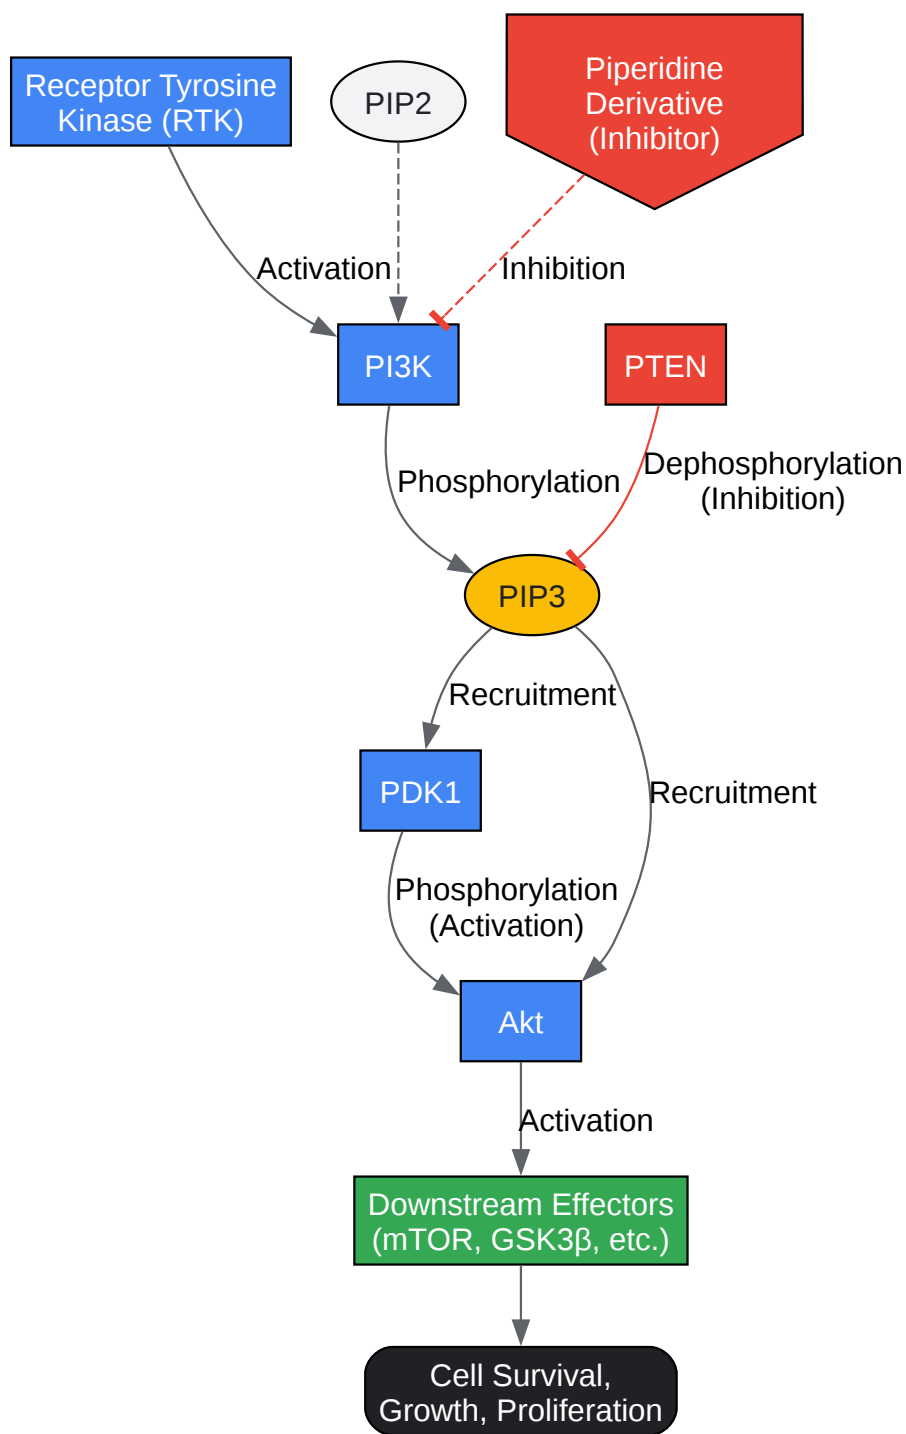 Receptor Tyrosine
Kinase (RTK)
PIP2
Piperidine
Derivative
(Inhibitor)
Activation
Inhibition
PI3K
PTEN
Phosphorylation
Dephosphorylation
(Inhibition)
PIP3
Recruitment
PDK1
Recruitment
Phosphorylation
(Activation)
Akt
Activation
Downstream Effectors
(mTOR, GSK3β, etc.)
Cell Survival,
Growth, Proliferation